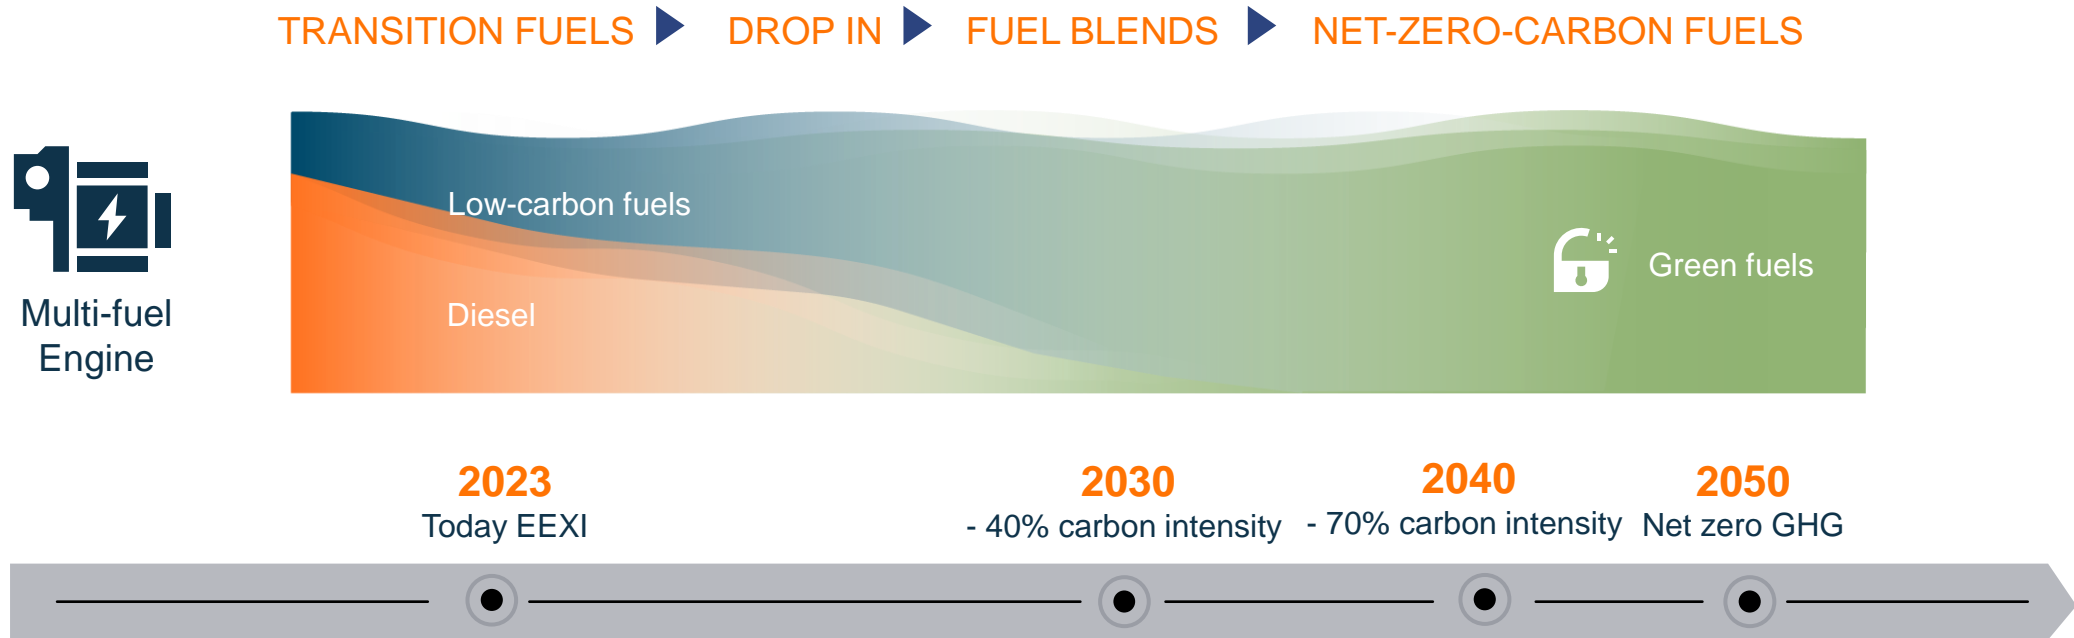 TRANSITION FUELS DROP IN FUEL BLENDS NET-ZERO-CARBON FUELS
Low-carbon fuels
Diesel
Green fuels
Multi-fuel
Engine
2023
Today EEXI
2030
- 40% carbon intensity
2040
- 70% carbon intensity
2050
Net zero GHG